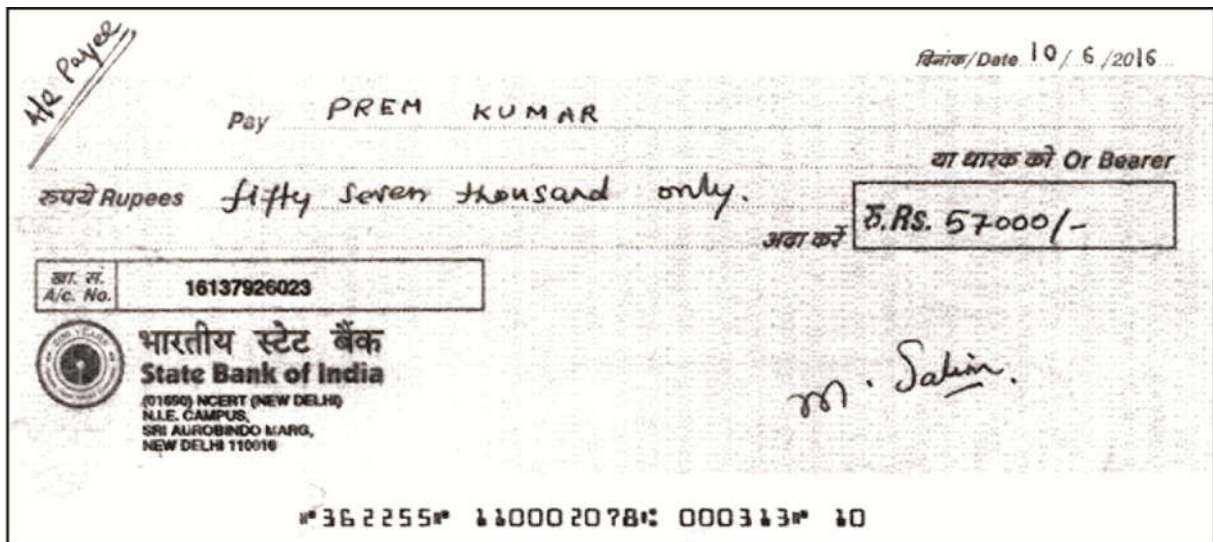 A/c Payee
दिनांक/Date 10/6/2016
Pay PREM KUMAR
या धारक को Or Bearer
रुपये Rupees fifty seven thousand only.
अदा करें रु.Rs. 57000/-
खा. सं.
A/c. No. 16137926023
भारतीय स्टेट बैंक
State Bank of India
(01690) NCERT (NEW DELHI)
N.I.E. CAMPUS,
SRI AUROBINDO MARG,
NEW DELHI 110016
M. Salim.
⑈362255⑈ 110002078⑆ 000313⑈ 10